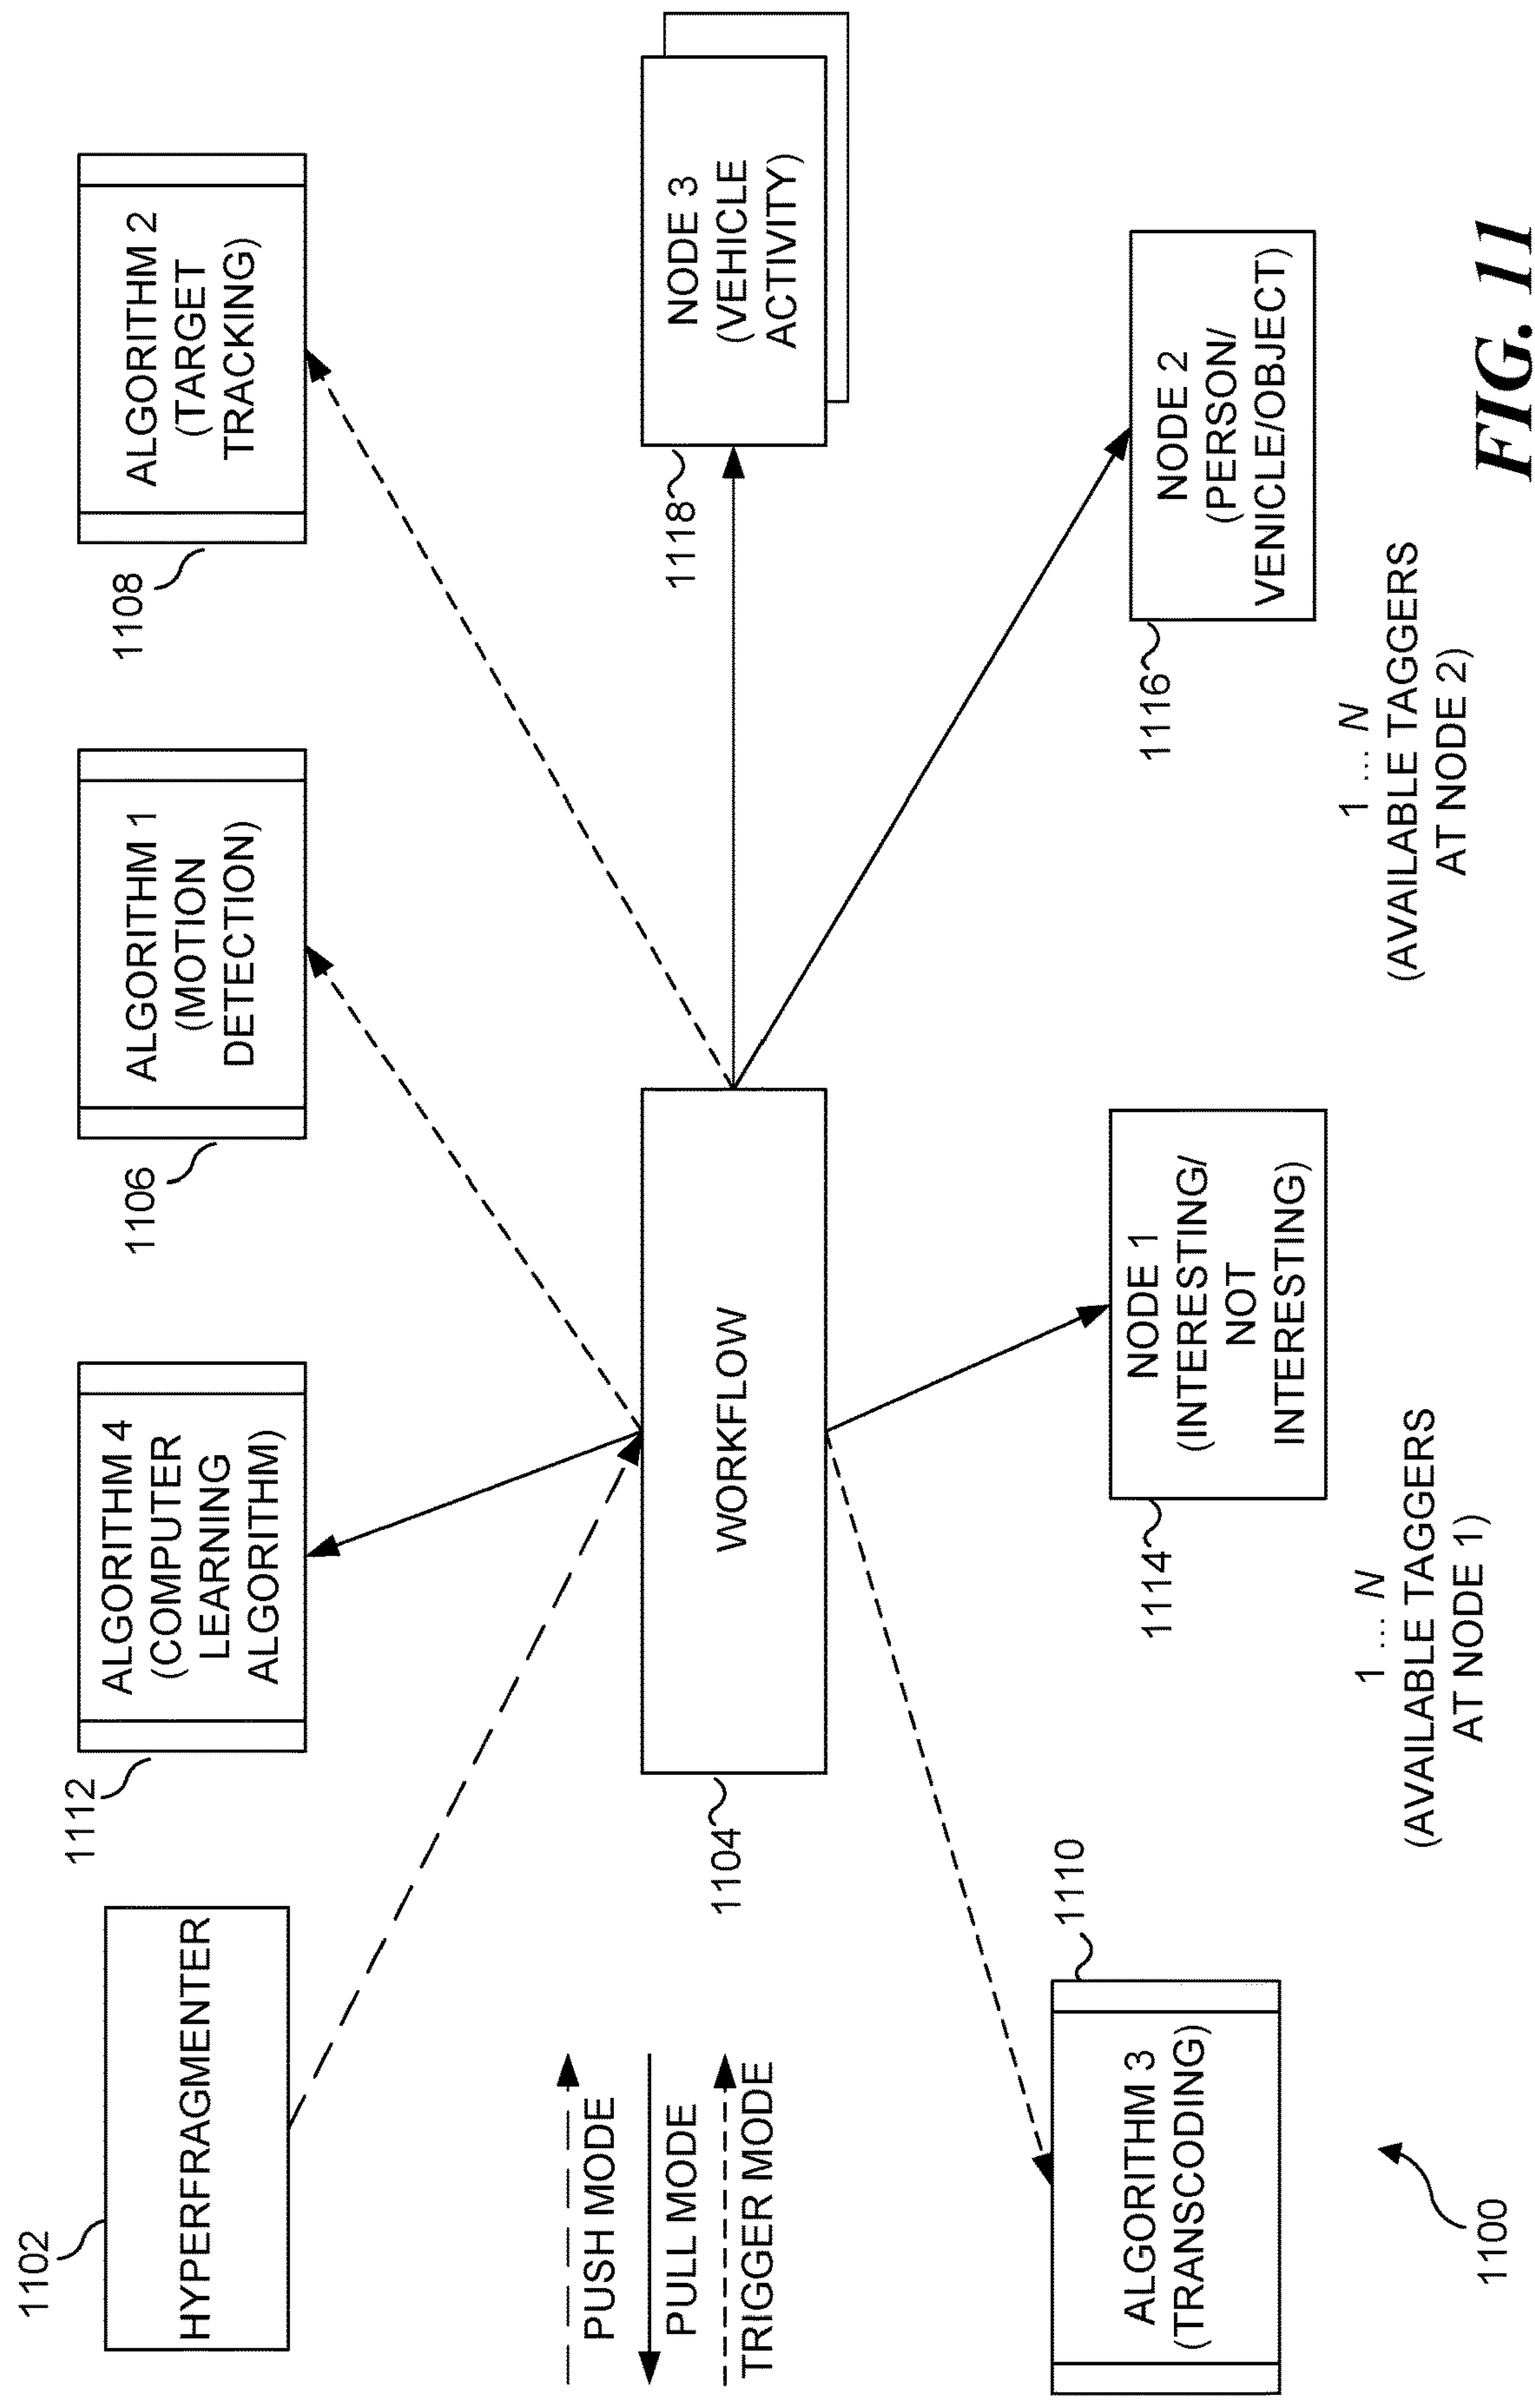 1102
HYPERFRAGMENTER
1112
ALGORITHM 4
(COMPUTER
LEARNING
ALGORITHM)
1106
ALGORITHM 1
(MOTION
DETECTION)
1108
ALGORITHM 2
(TARGET
TRACKING)
PUSH MODE
PULL MODE
TRIGGER MODE
1104
WORKFLOW
1118
NODE 3
(VEHICLE
ACTIVITY)
1110
ALGORITHM 3
(TRANSCODING)
1114
NODE 1
(INTERESTING/
NOT
INTERESTING)
1116
NODE 2
(PERSON/
VENICLE/OBJECT)
1 ... N
(AVAILABLE TAGGERS
AT NODE 1)
1 ... N
(AVAILABLE TAGGERS
AT NODE 2)
1100
FIG. 11